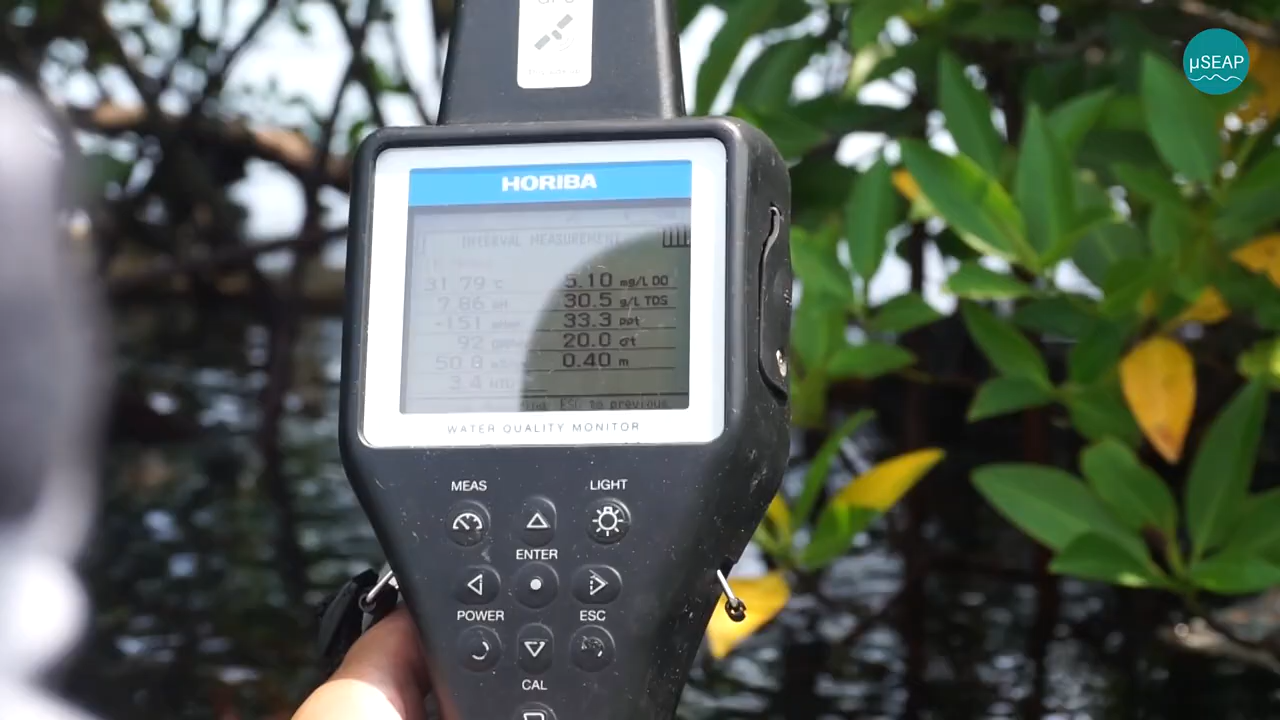 GPS
µSEAP
HORIBA
INTERVAL MEASUREMENT
31.79 °C 5.10 mg/L DO
7.86 pH 30.5 g/L TDS
-151 33.3 ppt
92 20.0 σt
50.8 0.40 m
3.4
ESC to previous
WATER QUALITY MONITOR
MEAS LIGHT
ENTER
POWER ESC
CAL